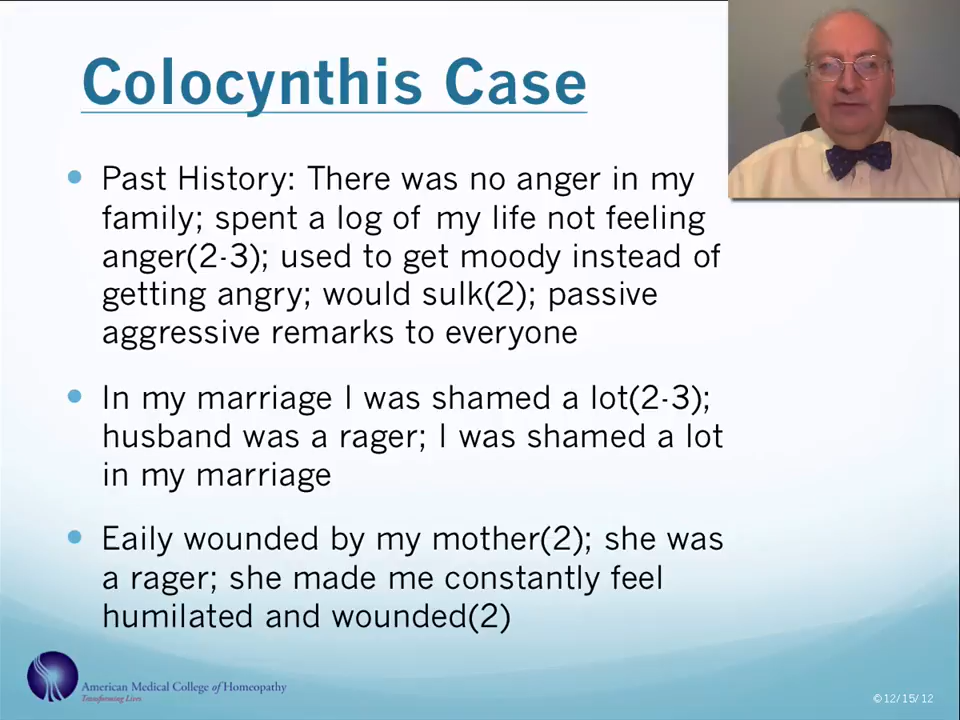 Colocynthis Case
Past History: There was no anger in my
family; spent a log of my life not feeling
anger(2-3); used to get moody instead of
getting angry; would sulk(2); passive
aggressive remarks to everyone
In my marriage I was shamed a lot(2-3);
husband was a rager; I was shamed a lot
in my marriage
Eaily wounded by my mother(2); she was
a rager; she made me constantly feel
humilated and wounded(2)
American Medical College of Homeopathy
Transforming Lives
©12/15/12